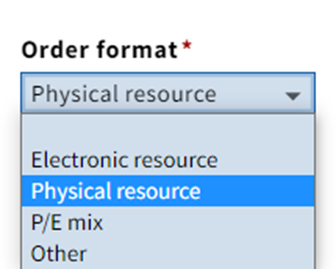 Order format*
Physical resource
Electronic resource
Physical resource
P/E mix
Other